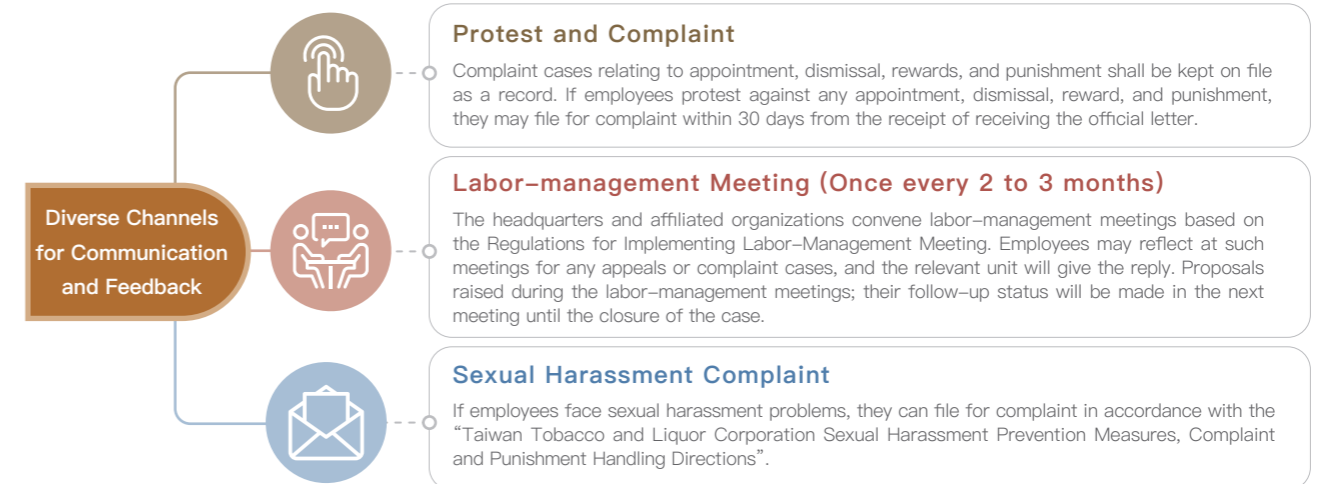 Diverse Channels
for Communication
and Feedback
Protest and Complaint
Complaint cases relating to appointment, dismissal, rewards, and punishment shall be kept on file
as a record. If employees protest against any appointment, dismissal, reward, and punishment,
they may file for complaint within 30 days from the receipt of receiving the official letter.
Labor–management Meeting (Once every 2 to 3 months)
The headquarters and affiliated organizations convene labor–management meetings based on
the Regulations for Implementing Labor–Management Meeting. Employees may reflect at such
meetings for any appeals or complaint cases, and the relevant unit will give the reply. Proposals
raised during the labor–management meetings; their follow–up status will be made in the next
meeting until the closure of the case.
Sexual Harassment Complaint
If employees face sexual harassment problems, they can file for complaint in accordance with the
“Taiwan Tobacco and Liquor Corporation Sexual Harassment Prevention Measures, Complaint
and Punishment Handling Directions”.